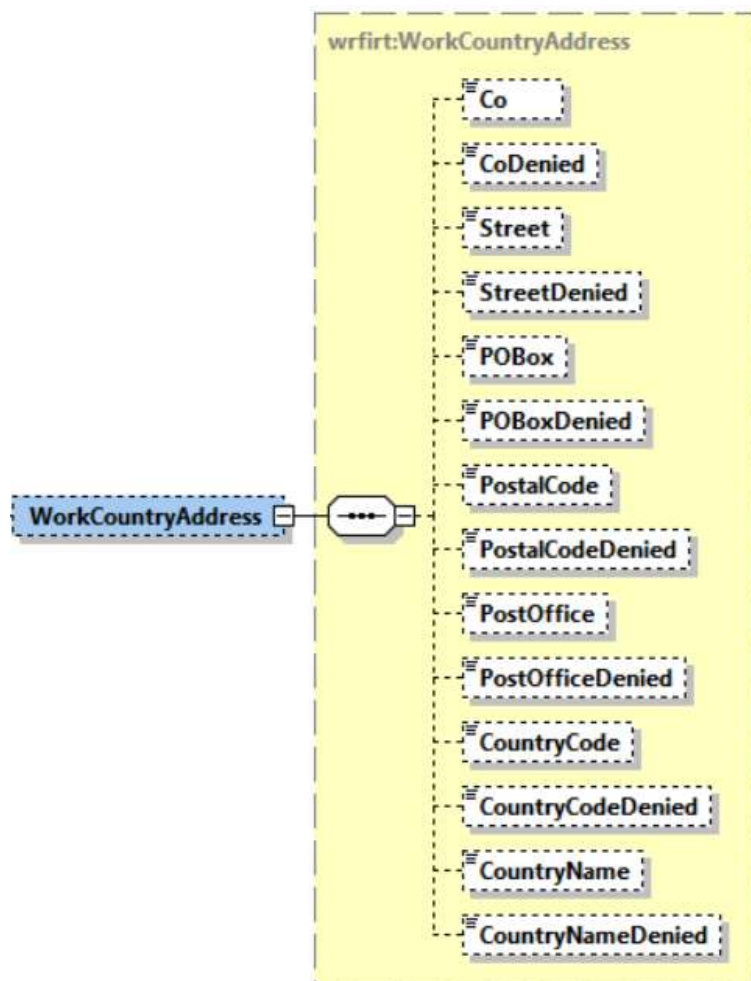 wrfirt:WorkCountryAddress
Co
CoDenied
Street
StreetDenied
POBox
POBoxDenied
PostalCode
WorkCountryAddress
PostalCodeDenied
PostOffice
PostOfficeDenied
CountryCode
CountryCodeDenied
CountryName
CountryNameDenied